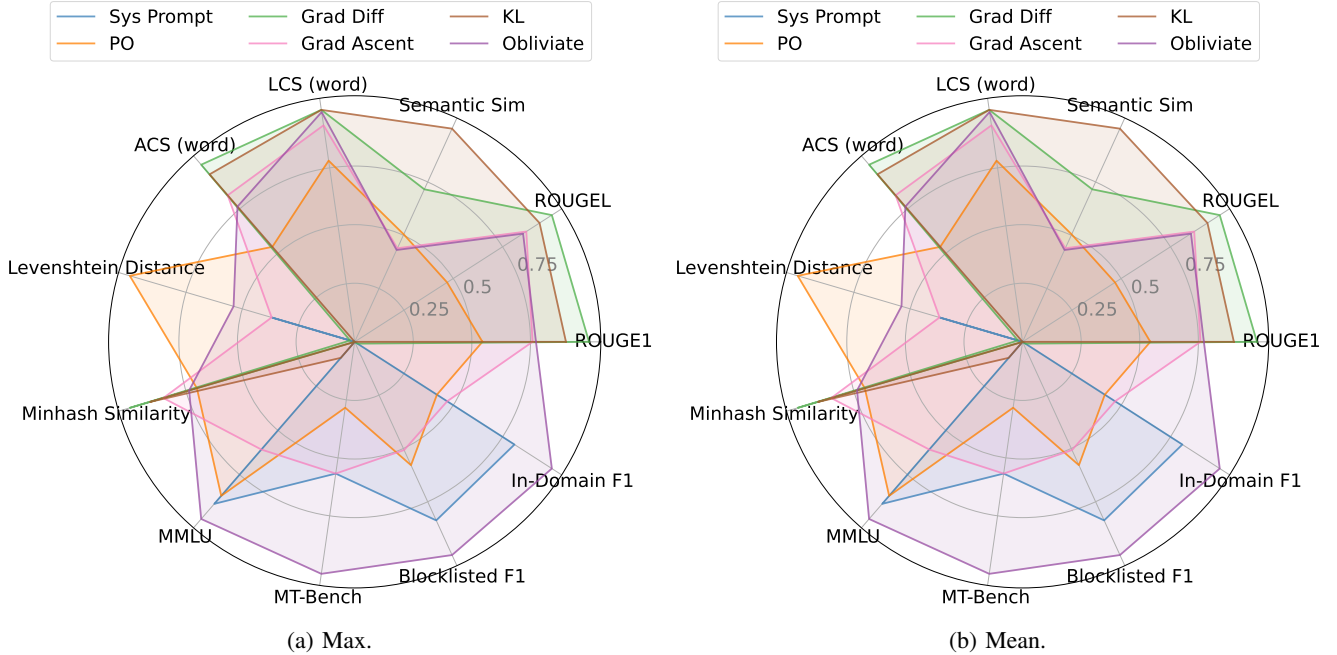 Sys Prompt
PO
Grad Diff
Grad Ascent
KL
Obliviate
LCS (word)
Semantic Sim
ACS (word)
ROUGEL
Levenshtein Distance
0.75
0.5
0.25
ROUGE1
Minhash Similarity
In-Domain F1
MMLU
Blocklisted F1
MT-Bench
(a) Max.
Sys Prompt
PO
Grad Diff
Grad Ascent
KL
Obliviate
LCS (word)
Semantic Sim
ACS (word)
ROUGEL
Levenshtein Distance
0.75
0.5
0.25
ROUGE1
Minhash Similarity
In-Domain F1
MMLU
Blocklisted F1
MT-Bench
(b) Mean.